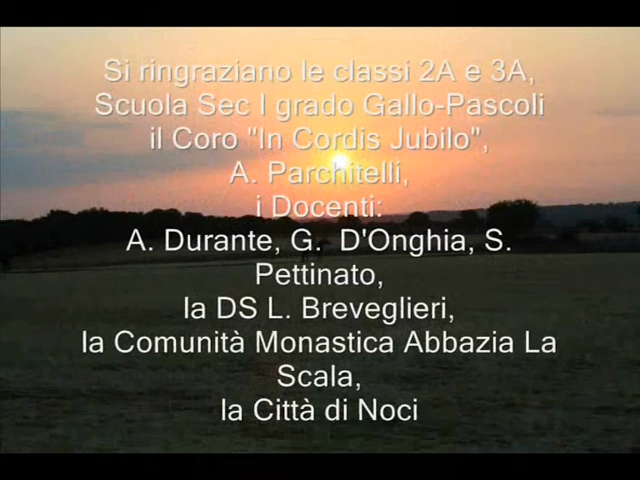 Si ringraziano le classi 2A e 3A,
Scuola Sec I grado Gallo-Pascoli
il Coro "In Cordis Jubilo",
A. Parchitelli,
i Docenti:
A. Durante, G. D'Onghia, S.
Pettinato,
la DS L. Breveglieri,
la Comunità Monastica Abbazia La
Scala,
la Città di Noci